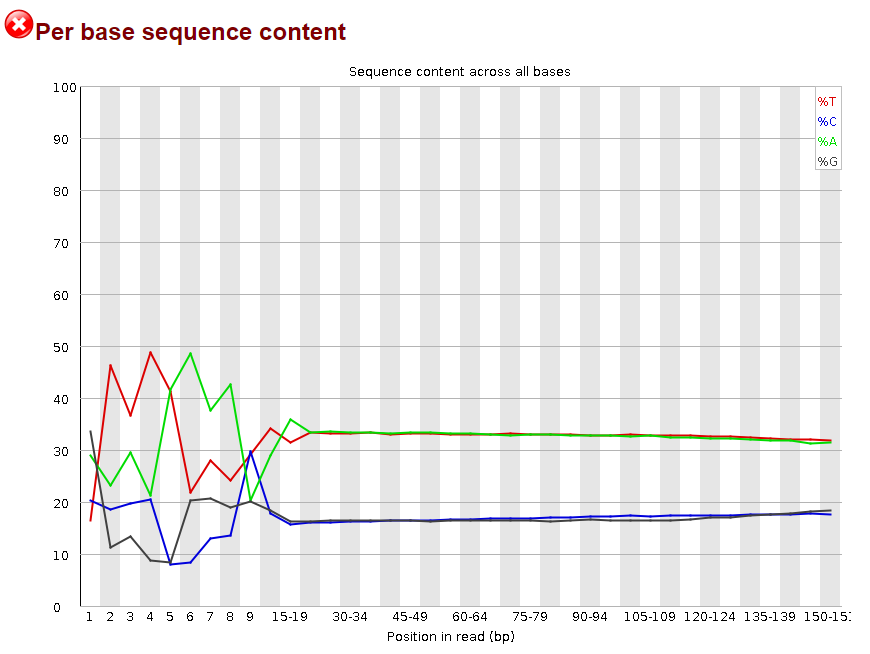 Per base sequence content
Sequence content across all bases
%T
%C
%A
%G
100
90
80
70
60
50
40
30
20
10
0
1 2 3 4 5 6 7 8 9 15-19 30-34 45-49 60-64 75-79 90-94 105-109 120-124 135-139 150-151
Position in read (bp)